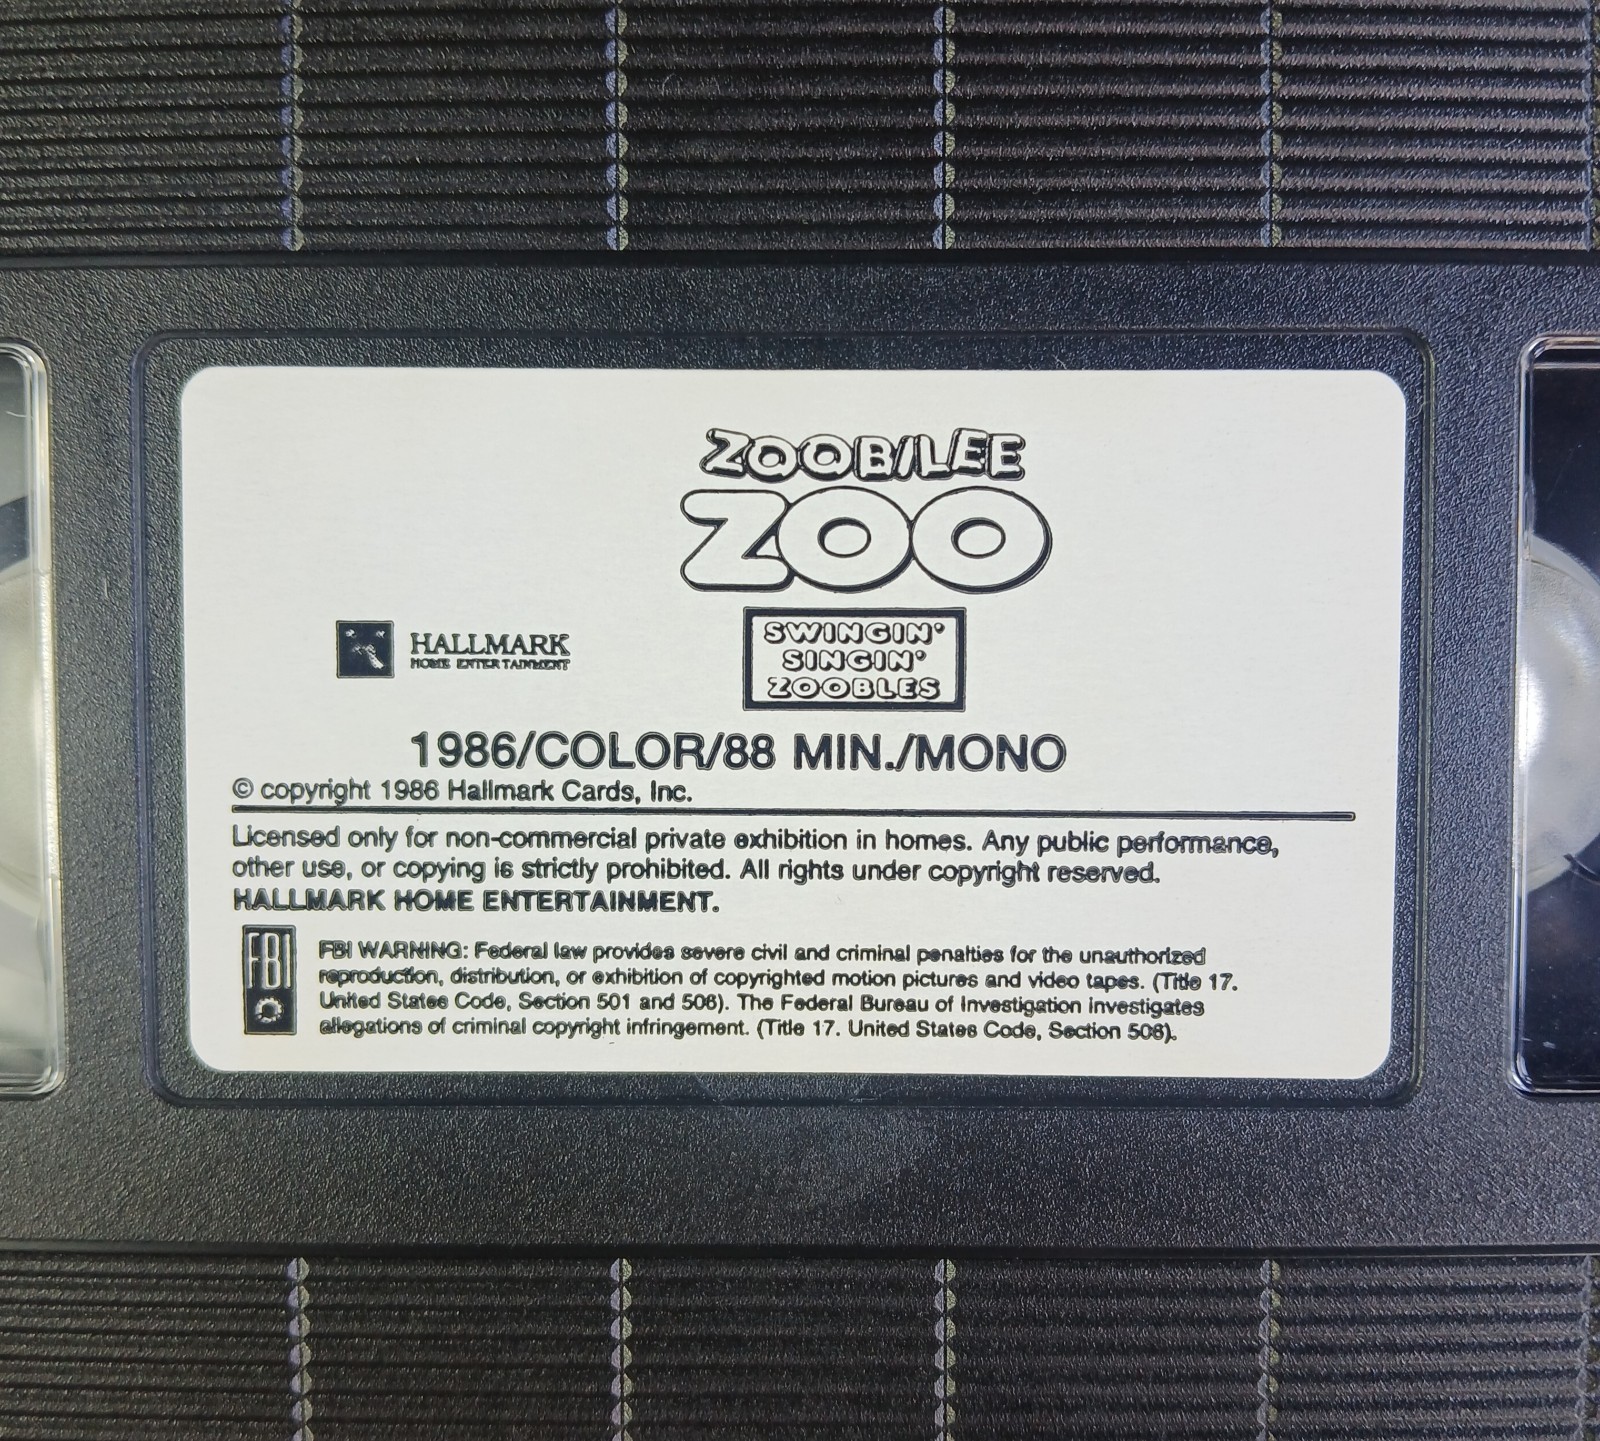 ZOOBILEE
ZOO
SWINGIN'
SINGIN'
ZOOBLES
HALLMARK
HOME ENTERTAINMENT
1986/COLOR/88 MIN./MONO
© copyright 1986 Hallmark Cards, Inc.
Licensed only for non-commercial private exhibition in homes. Any public performance,
other use, or copying is strictly prohibited. All rights under copyright reserved.
HALLMARK HOME ENTERTAINMENT.
FBI
FBI WARNING: Federal law provides severe civil and criminal penalties for the unauthorized
reproduction, distribution, or exhibition of copyrighted motion pictures and video tapes. (Title 17.
United States Code, Section 501 and 506). The Federal Bureau of Investigation investigates
allegations of criminal copyright infringement. (Title 17. United States Code, Section 506).